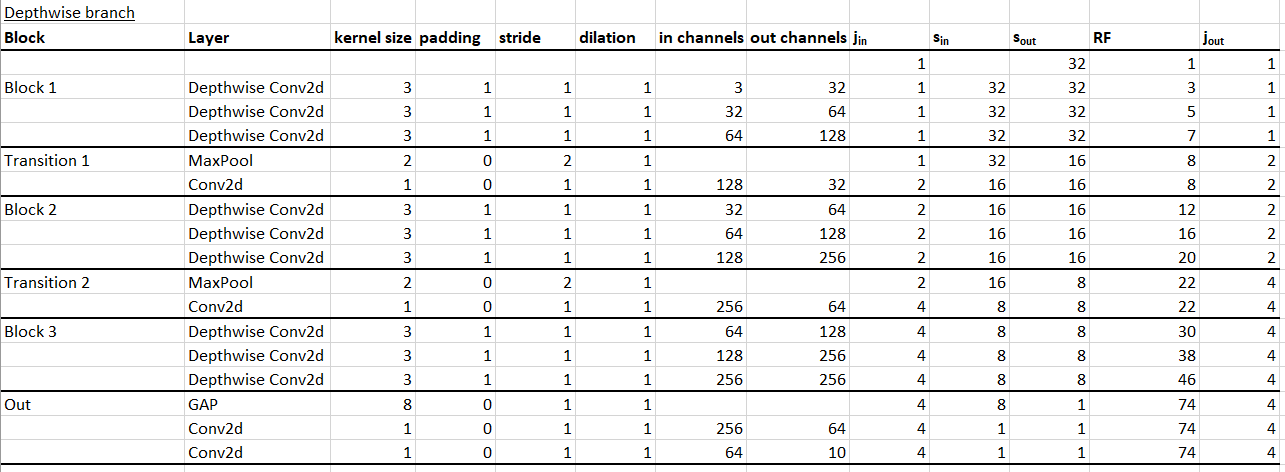 Depthwise branch
Block Layer kernel size padding stride dilation in channels out channels jin sin sout RF jout
1 32 1 1
Block 1 Depthwise Conv2d 3 1 1 1 3 32 1 32 32 3 1
Depthwise Conv2d 3 1 1 1 32 64 1 32 32 5 1
Depthwise Conv2d 3 1 1 1 64 128 1 32 32 7 1
Transition 1 MaxPool 2 0 2 1 1 32 16 8 2
Conv2d 1 0 1 1 128 32 2 16 16 8 2
Block 2 Depthwise Conv2d 3 1 1 1 32 64 2 16 16 12 2
Depthwise Conv2d 3 1 1 1 64 128 2 16 16 16 2
Depthwise Conv2d 3 1 1 1 128 256 2 16 16 20 2
Transition 2 MaxPool 2 0 2 1 2 16 8 22 4
Conv2d 1 0 1 1 256 64 4 8 8 22 4
Block 3 Depthwise Conv2d 3 1 1 1 64 128 4 8 8 30 4
Depthwise Conv2d 3 1 1 1 128 256 4 8 8 38 4
Depthwise Conv2d 3 1 1 1 256 256 4 8 8 46 4
Out GAP 8 0 1 1 4 8 1 74 4
Conv2d 1 0 1 1 256 64 4 1 1 74 4
Conv2d 1 0 1 1 64 10 4 1 1 74 4